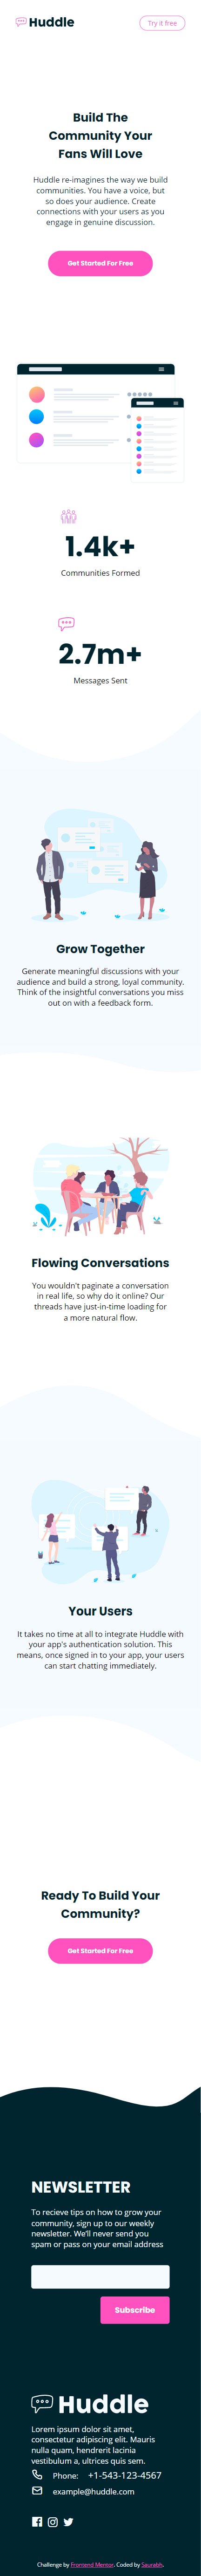 Huddle
Try it free
Build The
Community Your
Fans Will Love
Huddle re-imagines the way we build
communities. You have a voice, but
so does your audience. Create
connections with your users as you
engage in genuine discussion.
Get Started For Free
1.4k+
Communities Formed
2.7m+
Messages Sent
Grow Together
Generate meaningful discussions with your
audience and build a strong, loyal community.
Think of the insightful conversations you miss
out on with a feedback form.
Flowing Conversations
You wouldn't paginate a conversation
in real life, so why do it online? Our
threads have just-in-time loading for
a more natural flow.
Your Users
It takes no time at all to integrate Huddle with
your app's authentication solution. This
means, once signed in to your app, your users
can start chatting immediately.
Ready To Build Your
Community?
Get Started For Free
NEWSLETTER
To recieve tips on how to grow your
community, sign up to our weekly
newsletter. We'll never send you
spam or pass on your email address
Subscribe
Huddle
Lorem ipsum dolor sit amet,
consectetur adipiscing elit. Mauris
nulla quam, hendrerit lacinia
vestibulum a, ultrices quis sem.
Phone: +1-543-123-4567
example@huddle.com
Challenge by Frontend Mentor. Coded by Saurabh.